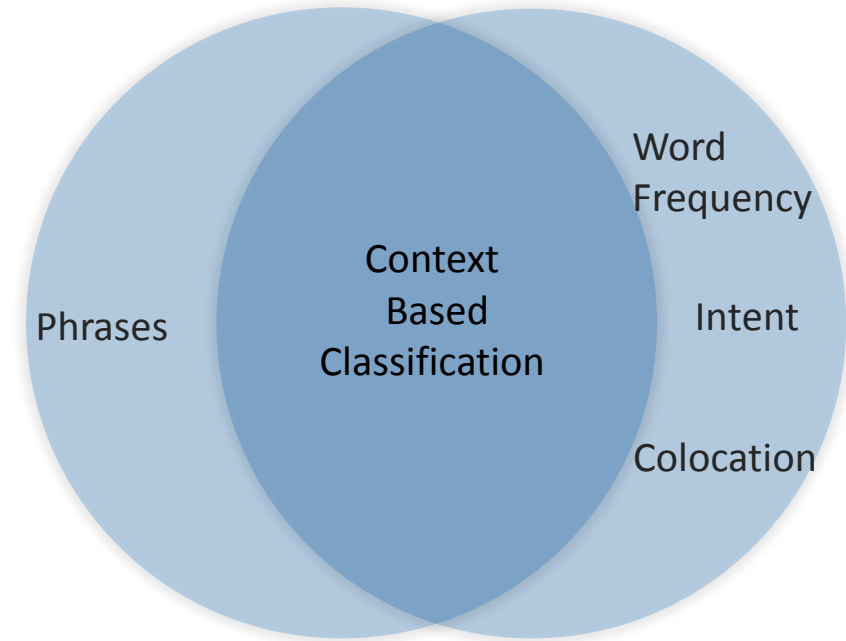 Phrases
Context
Based
Classification
Word
Frequency
Intent
Colocation